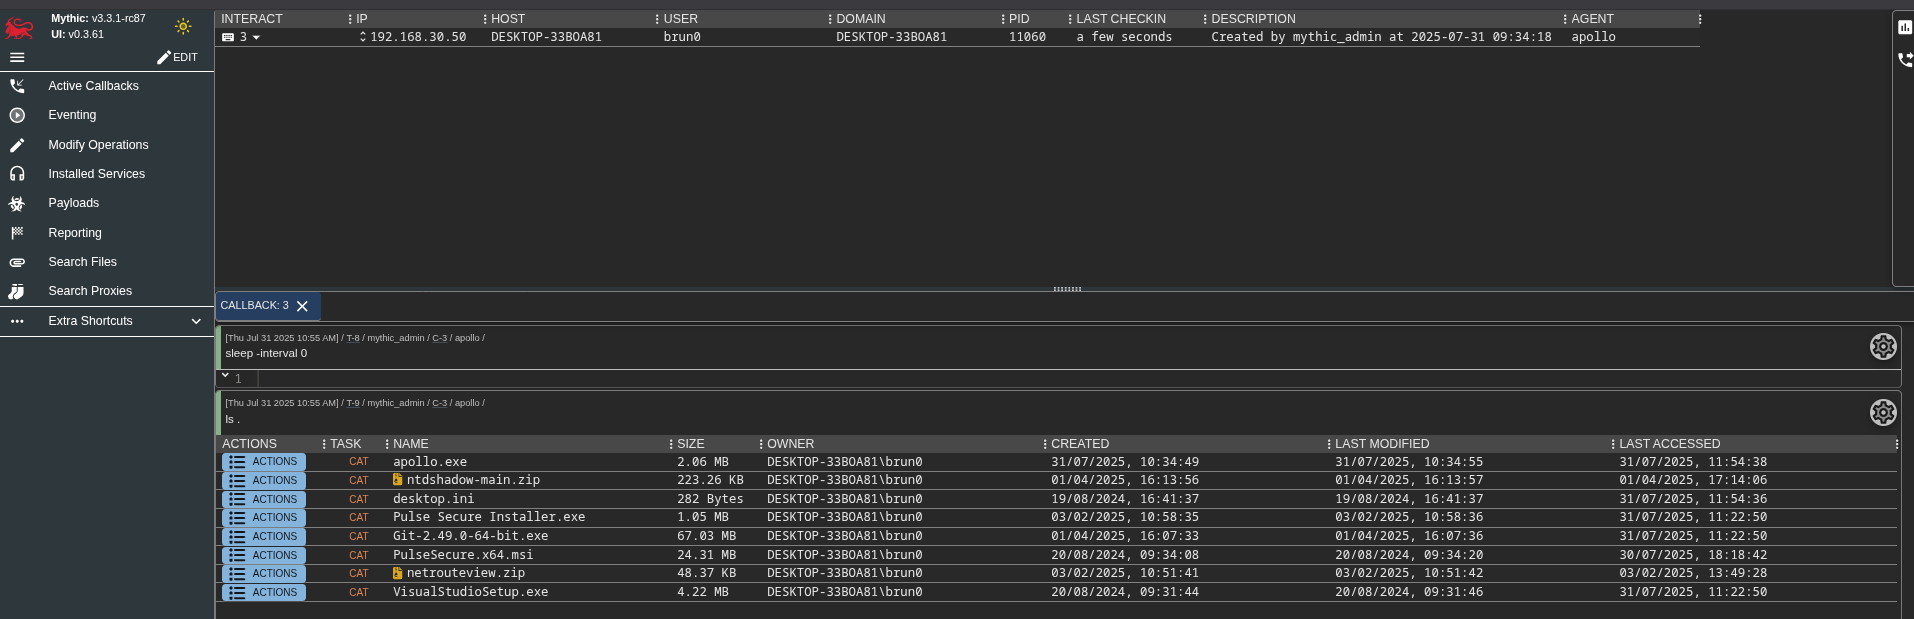 Mythic: v3.3.1-rc87
UI: v0.3.61
EDIT
Active Callbacks
Eventing
Modify Operations
Installed Services
Payloads
Reporting
Search Files
Search Proxies
Extra Shortcuts
INTERACT IP HOST USER DOMAIN PID LAST CHECKIN DESCRIPTION AGENT
3 192.168.30.50 DESKTOP-33BOA81 brun0 DESKTOP-33BOA81 11060 a few seconds Created by mythic_admin at 2025-07-31 09:34:18 apollo
CALLBACK: 3
[Thu Jul 31 2025 10:55 AM] / T-8 / mythic_admin / C-3 / apollo /
sleep -interval 0
1
[Thu Jul 31 2025 10:55 AM] / T-9 / mythic_admin / C-3 / apollo /
ls .
ACTIONS TASK NAME SIZE OWNER CREATED LAST MODIFIED LAST ACCESSED
ACTIONS CAT apollo.exe 2.06 MB DESKTOP-33BOA81\brun0 31/07/2025, 10:34:49 31/07/2025, 10:34:55 31/07/2025, 11:54:38
ACTIONS CAT ntdshadow-main.zip 223.26 KB DESKTOP-33BOA81\brun0 01/04/2025, 16:13:56 01/04/2025, 16:13:57 01/04/2025, 17:14:06
ACTIONS CAT desktop.ini 282 Bytes DESKTOP-33BOA81\brun0 19/08/2024, 16:41:37 19/08/2024, 16:41:37 31/07/2025, 11:54:36
ACTIONS CAT Pulse Secure Installer.exe 1.05 MB DESKTOP-33BOA81\brun0 03/02/2025, 10:58:35 03/02/2025, 10:58:36 31/07/2025, 11:22:50
ACTIONS CAT Git-2.49.0-64-bit.exe 67.03 MB DESKTOP-33BOA81\brun0 01/04/2025, 16:07:33 01/04/2025, 16:07:36 31/07/2025, 11:22:50
ACTIONS CAT PulseSecure.x64.msi 24.31 MB DESKTOP-33BOA81\brun0 20/08/2024, 09:34:08 20/08/2024, 09:34:20 30/07/2025, 18:18:42
ACTIONS CAT netrouteview.zip 48.37 KB DESKTOP-33BOA81\brun0 03/02/2025, 10:51:41 03/02/2025, 10:51:42 03/02/2025, 13:49:28
ACTIONS CAT VisualStudioSetup.exe 4.22 MB DESKTOP-33BOA81\brun0 20/08/2024, 09:31:44 20/08/2024, 09:31:46 31/07/2025, 11:22:50